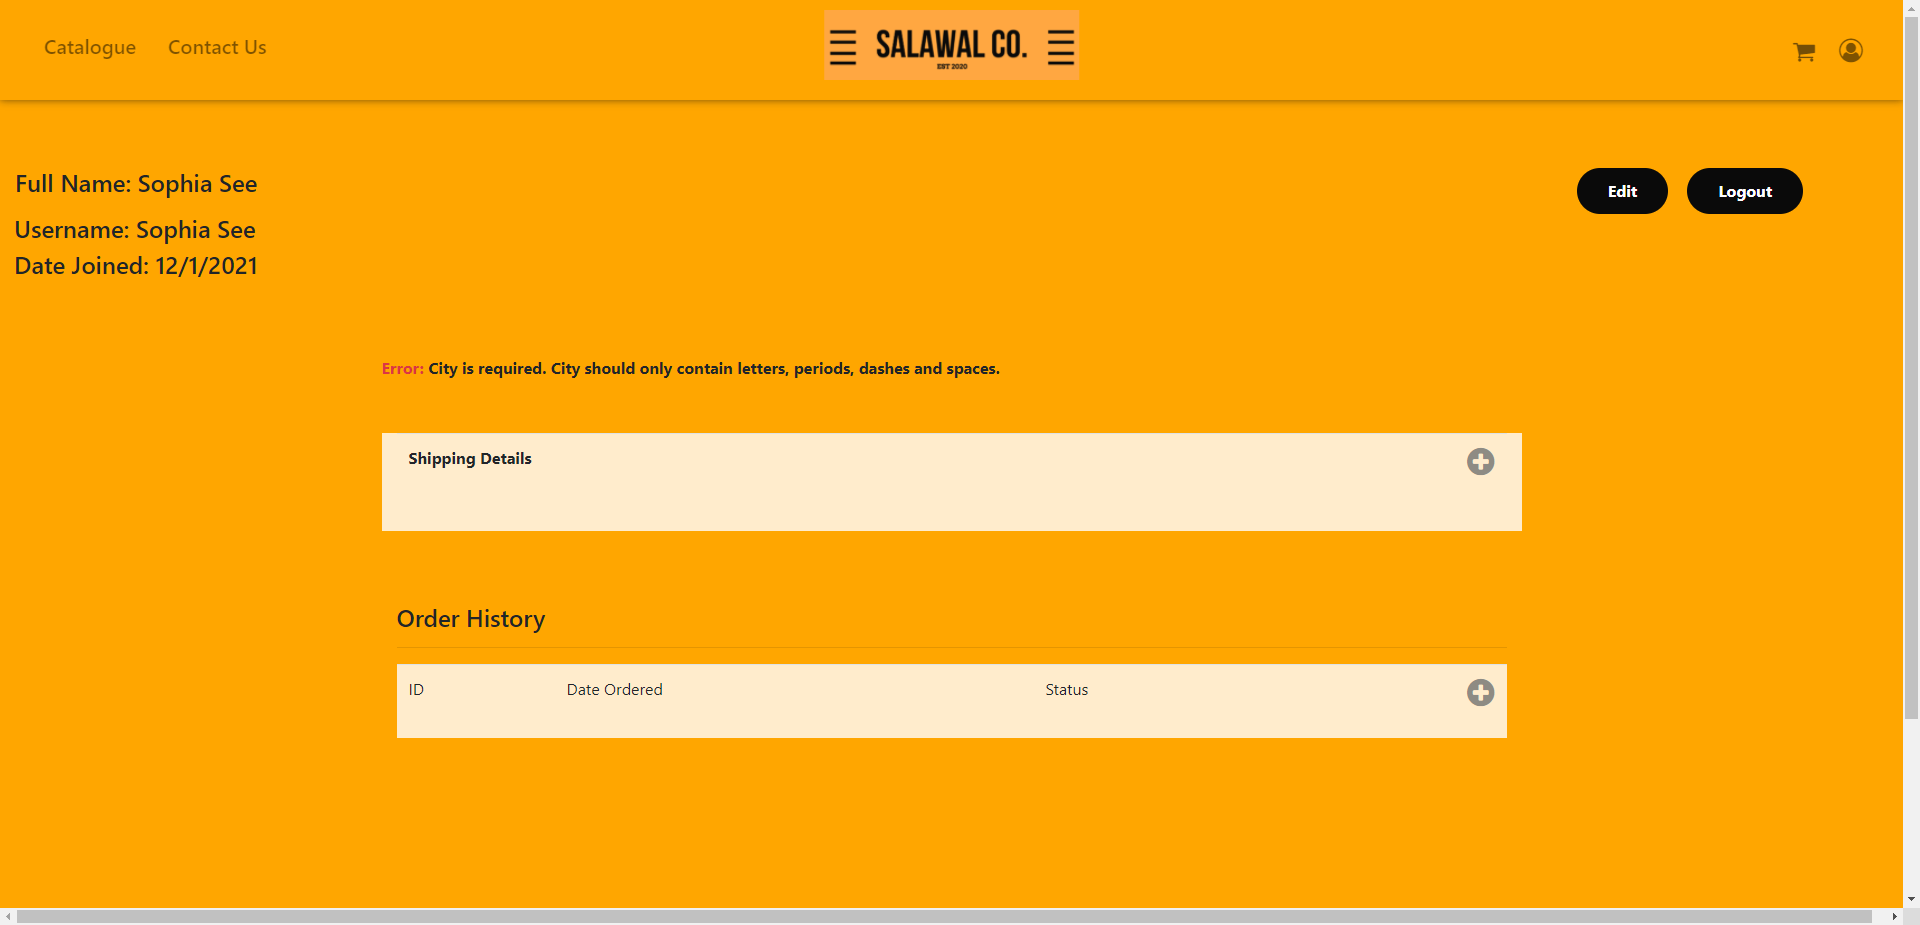 Catalogue Contact Us
SALAWAL CO.
EST 2020
Full Name: Sophia See
Edit Logout
Username: Sophia See
Date Joined: 12/1/2021
Error: City is required. City should only contain letters, periods, dashes and spaces.
Shipping Details
Order History
ID Date Ordered Status